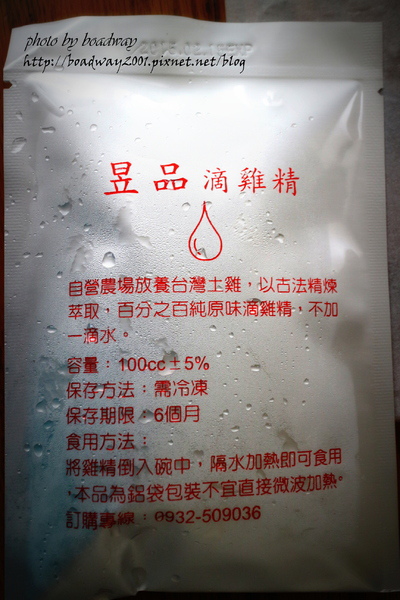 photo by boadway
http://boadway2001.pixnet.net/blog
昱品 滴雞精
自營農場放養台灣土雞，以古法精煉
萃取，百分之百純原味滴雞精，不加
一滴水。
容量：100cc±5%
保存方法：需冷凍
保存期限：6個月
食用方法：
將雞精倒入碗中，隔水加熱即可食用
，本品為鋁袋包裝不宜直接微波加熱。
訂購專線：0932-509036